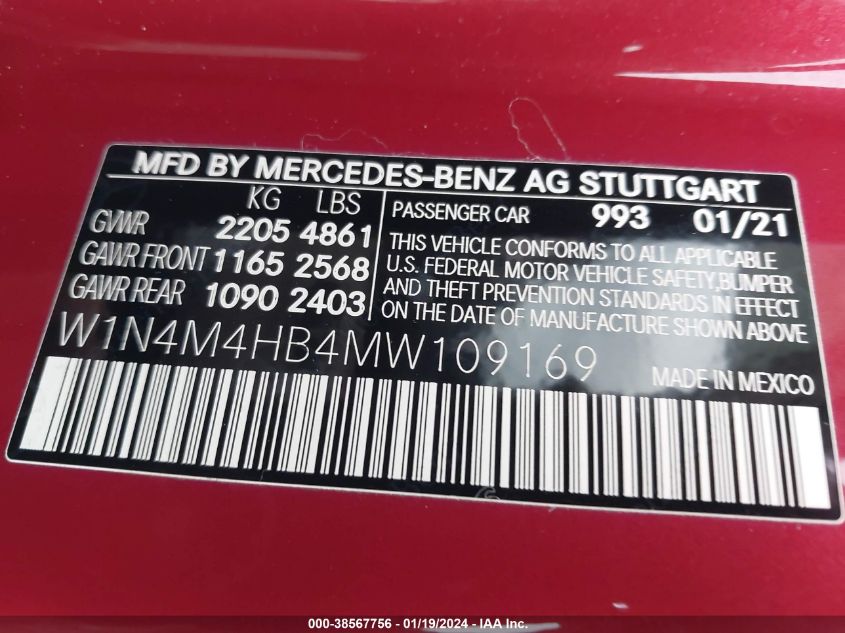 MFD BY MERCEDES-BENZ AG STUTTGART
KG LBS
GVWR 2205 4861
GAWR FRONT 1165 2568
GAWR REAR 1090 2403
PASSENGER CAR 993 01/21
THIS VEHICLE CONFORMS TO ALL APPLICABLE
U.S. FEDERAL MOTOR VEHICLE SAFETY, BUMPER
AND THEFT PREVENTION STANDARDS IN EFFECT
ON THE DATE OF MANUFACTURE SHOWN ABOVE
W1N4M4HB4MW109169
MADE IN MEXICO
000-38567756 - 01/19/2024 - IAA Inc.